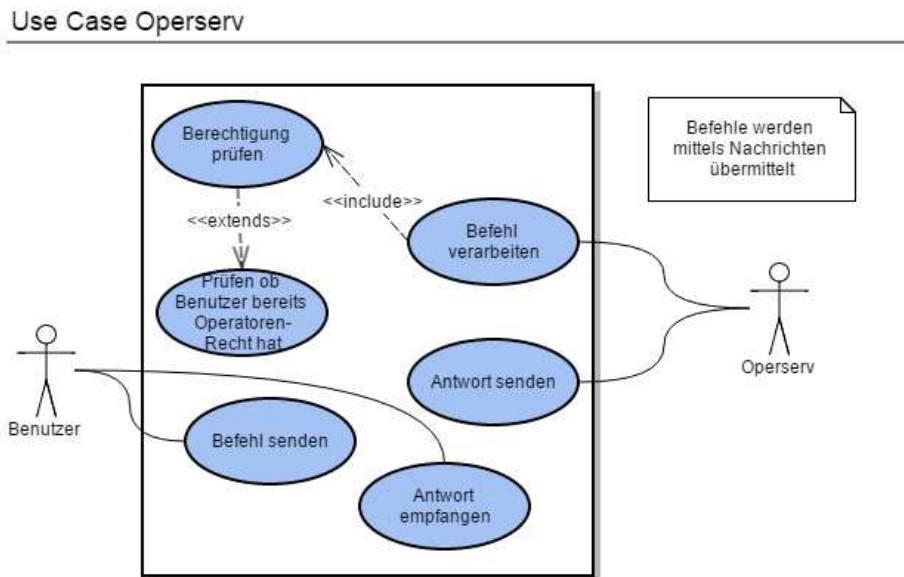 Use Case Operserv
Berechtigung
prüfen
Befehle werden
mittels Nachrichten
übermittelt
<<include>>
<<extends>>
Befehl
verarbeiten
Prüfen ob
Benutzer bereits
Operatoren-
Recht hat
Operserv
Antwort senden
Benutzer
Befehl senden
Antwort
empfangen